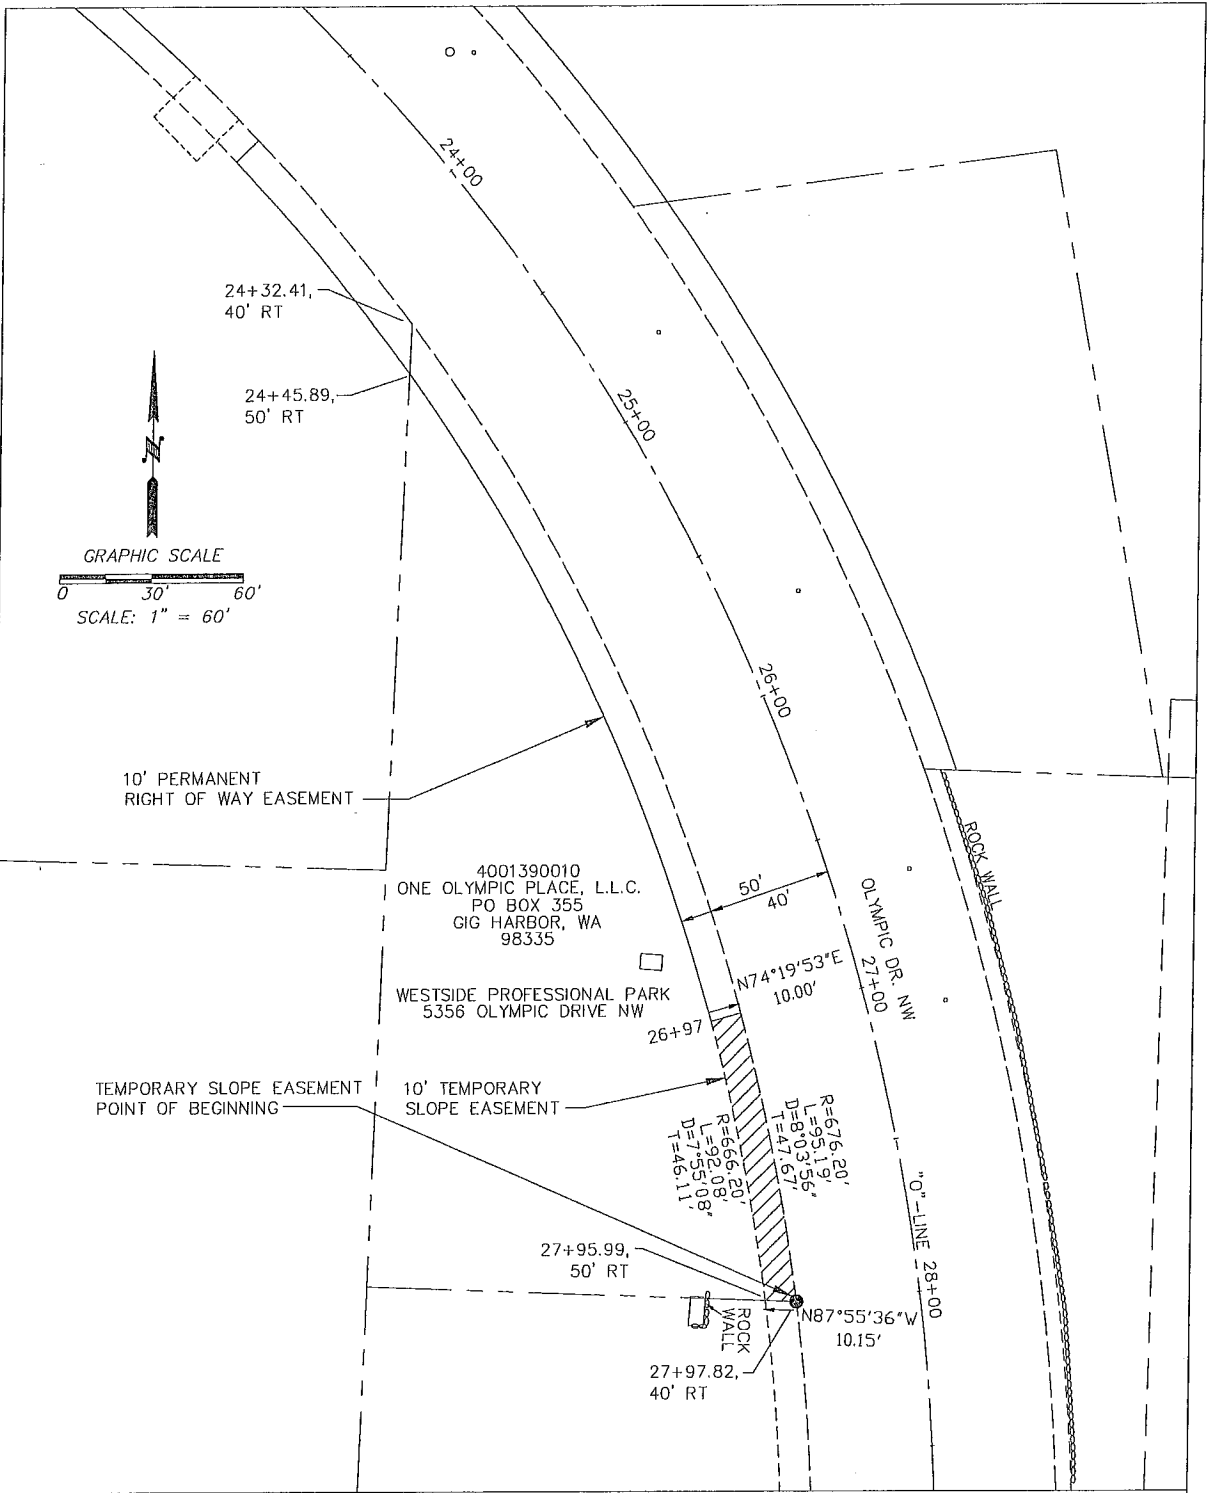 24+00
24+32.41,
40' RT
24+45.89,
50' RT
25+00
N
GRAPHIC SCALE
0 30' 60'
SCALE: 1" = 60'
26+00
10' PERMANENT
RIGHT OF WAY EASEMENT
ROCK WALL
4001390010
ONE OLYMPIC PLACE, L.L.C.
PO BOX 355
GIG HARBOR, WA
98335
50'
40'
OLYMPIC DR. NW
27+00
N74°19'53"E
10.00'
WESTSIDE PROFESSIONAL PARK
5356 OLYMPIC DRIVE NW
26+97
TEMPORARY SLOPE EASEMENT
POINT OF BEGINNING
10' TEMPORARY
SLOPE EASEMENT
R=676.20'
L=95.19'
D=8°03'56"
T=47.67'
R=666.20'
L=92.08'
D=7°55'08"
T=46.11'
"O"-LINE 28+00
27+95.99,
50' RT
ROCK
WALL
N87°55'36"W
10.15'
27+97.82,
40' RT